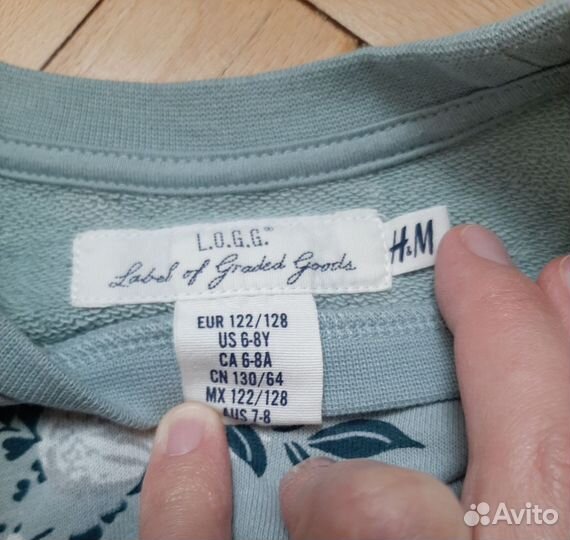 L.O.G.G.™
Label of Graded Goods
H&M
EUR 122/128
US 6-8Y
CA 6-8A
CN 130/64
MX 122/128
AUS 7-8
Avito